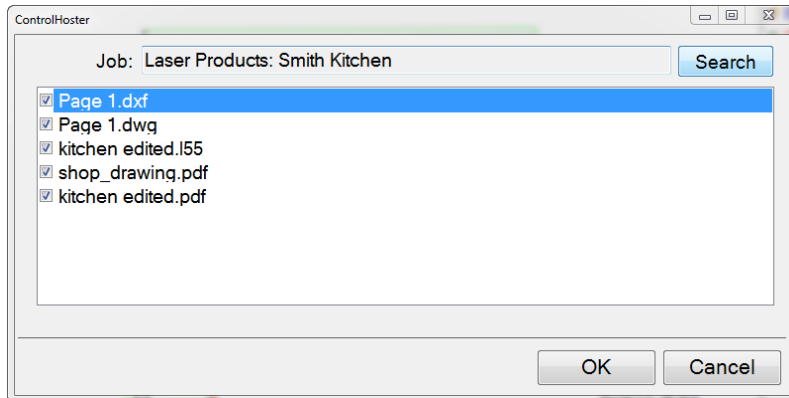 ControlHoster
Job: Laser Products: Smith Kitchen Search
Page 1.dxf
Page 1.dwg
kitchen edited.l55
shop_drawing.pdf
kitchen edited.pdf
OK Cancel